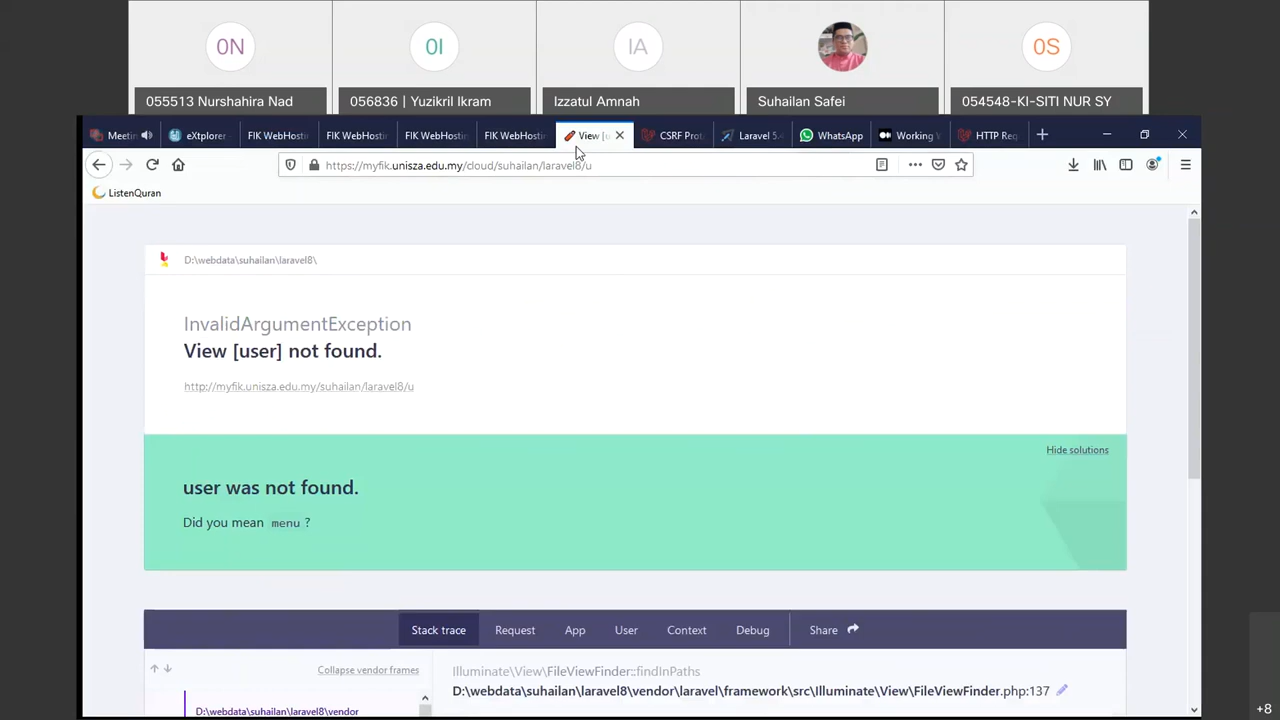 0N
0I
IA
0S
055513 Nurshahira Nad
056836 | Yuzikril Ikram
Izzatul Amnah
Suhailan Safei
054548-KI-SITI NUR SY
Meetin
eXtplorer
FIK WebHosti
FIK WebHosti
FIK WebHostin
FIK WebHostin
View [
CSRF Prot
Laravel 5.
WhatsApp
Working
HTTP Req
https://myfik.unisza.edu.my/cloud/suhailan/laravel8/u
ListenQuran
D:\webdata\suhailan\laravel8\
InvalidArgumentException
View [user] not found.
http://myfik.unisza.edu.my/suhailan/laravel8/u
Hide solutions
user was not found.
Did you mean menu ?
Stack trace
Request
App
User
Context
Debug
Share
Collapse vendor frames
Illuminate\View\FileViewFinder::findInPaths
D:\webdata\suhailan\laravel8\vendor\laravel\framework\src\Illuminate\View\FileViewFinder.php:137
D:\webdata\suhailan\laravel8\vendor
+8